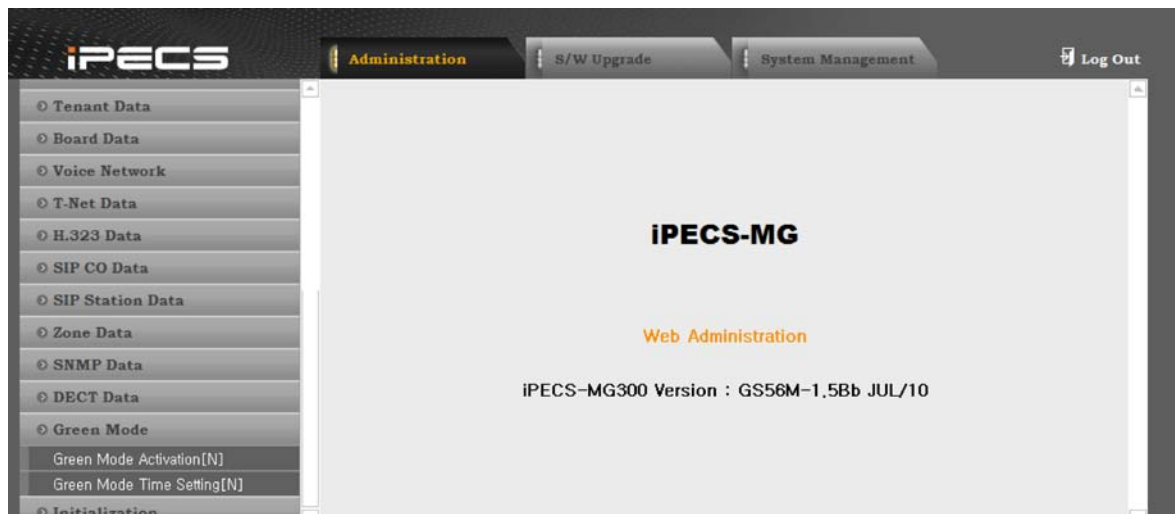 iPECS
Administration
S/W Upgrade
System Management
Log Out
Tenant Data
Board Data
Voice Network
T-Net Data
H.323 Data
SIP CO Data
SIP Station Data
Zone Data
SNMP Data
DECT Data
Green Mode
Green Mode Activation[N]
Green Mode Time Setting[N]
Initialization
iPECS-MG
Web Administration
iPECS-MG300 Version : GS56M-1.5Bb JUL/10